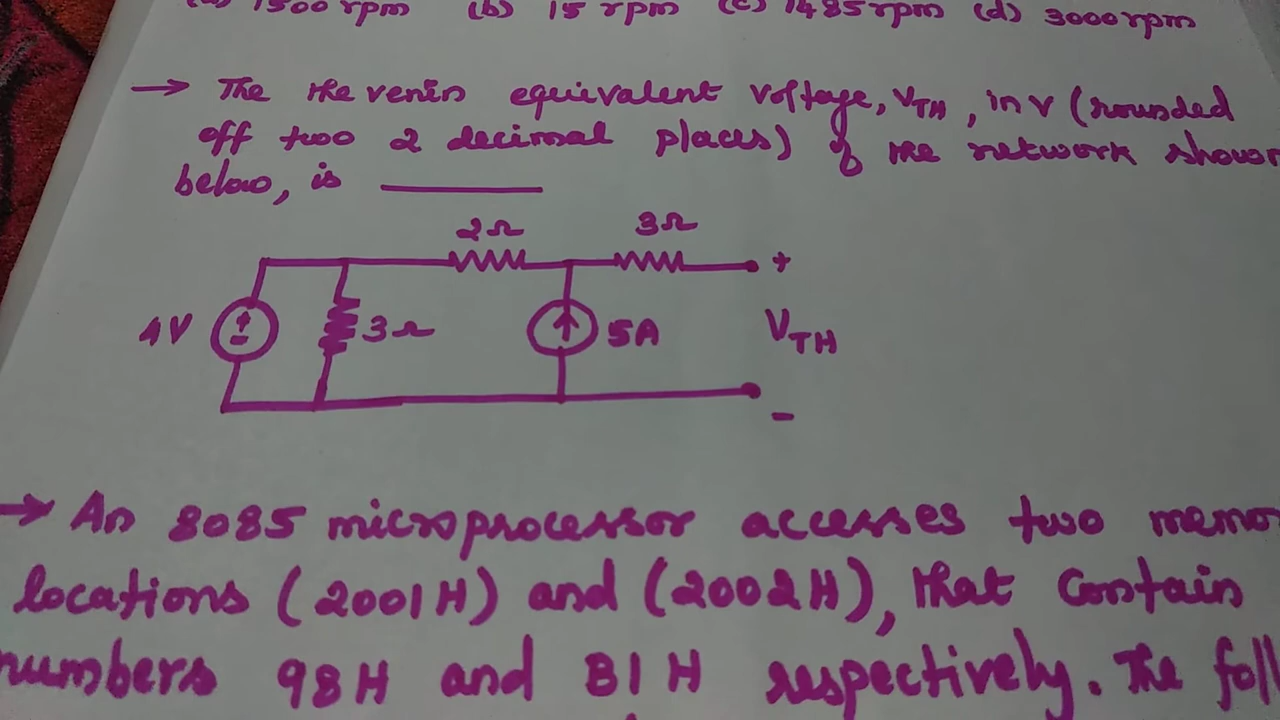 (a) 1500 rpm (b) 15 rpm (c) 1485 rpm (d) 3000 rpm
→ The thevenin equivalent voltage, VTH, in V (rounded
off two 2 decimal places) of the network shown
below, is ______
2Ω 3Ω
+
4V + - 3Ω 5A VTH
-
→ An 8085 microprocessor accesses two memor
locations (2001H) and (2002H), that contain
numbers 98H and B1H respectively. The foll